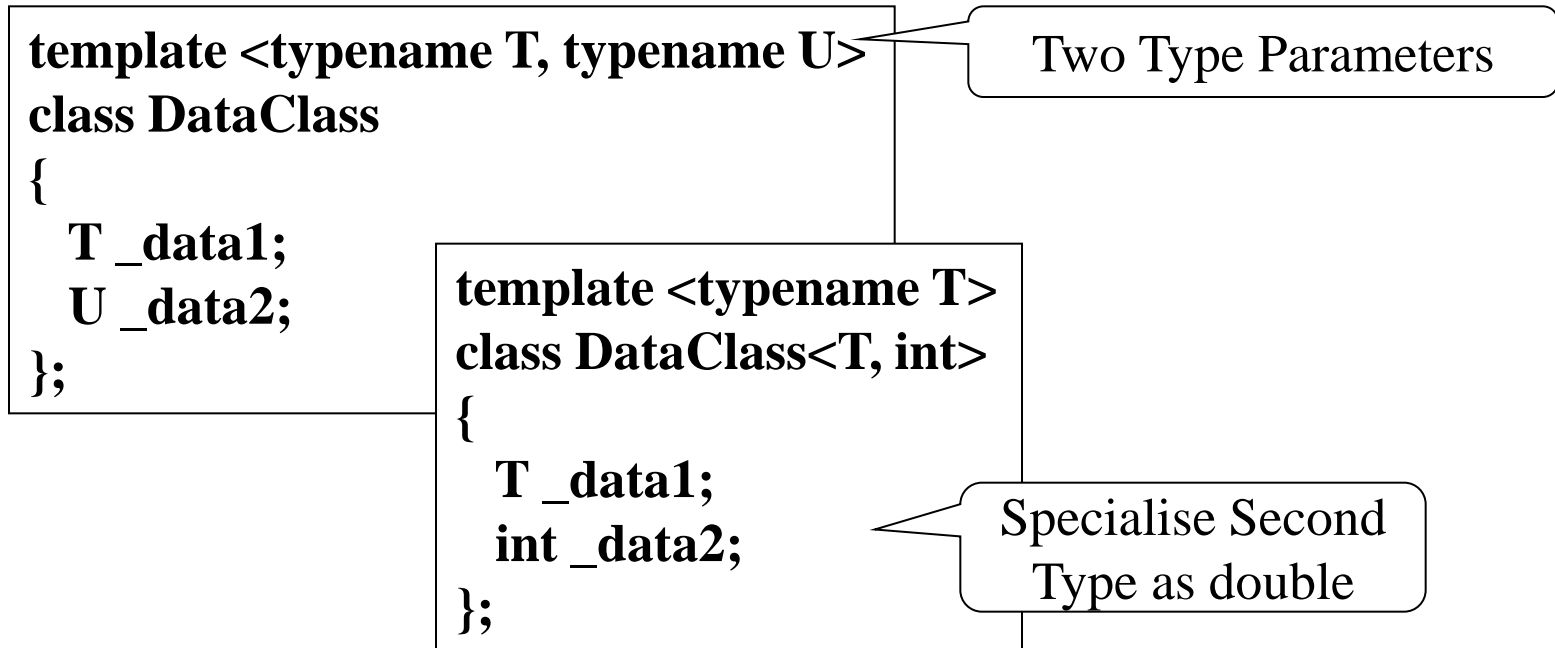 template <typename T, typename U>
class DataClass
{
T _data1;
U _data2;
};
Two Type Parameters
template <typename T>
class DataClass<T, int>
{
T _data1;
int _data2;
};
Specialise Second
Type as double